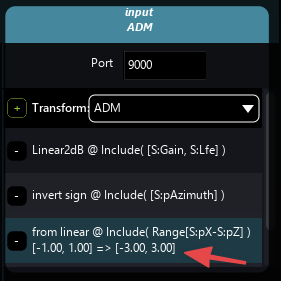 input
ADM
Port 9000
+ Transform: ADM
- Linear2dB @ Include( [S:Gain, S:Lfe] )
- invert sign @ Include( [S:pAzimuth] )
- from linear @ Include( Range[S:pX-S:pZ] )
[-1.00, 1.00] => [-3.00, 3.00]